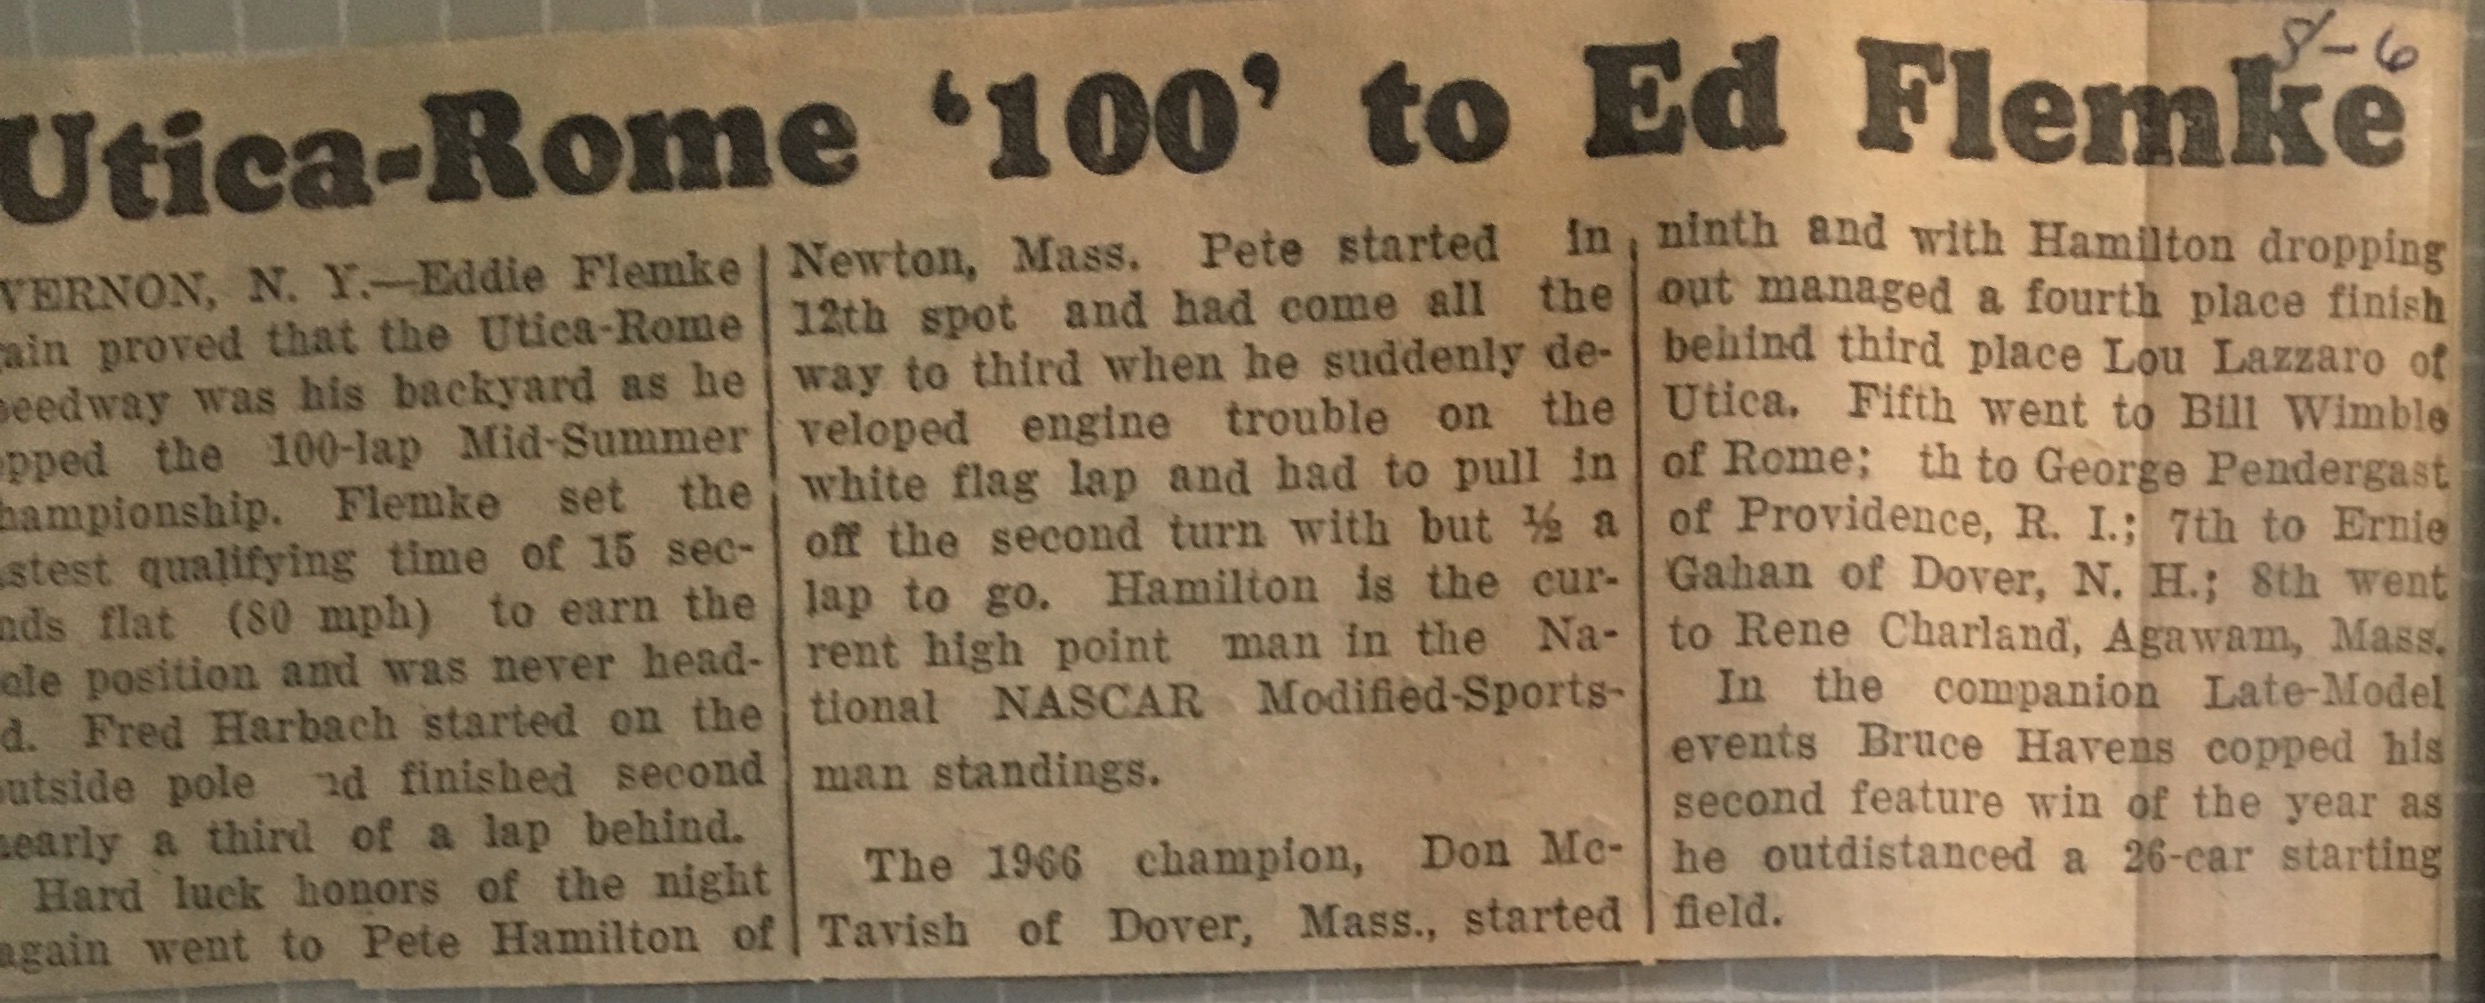 8-6
Utica-Rome ‘100’ to Ed Flemke
VERNON, N. Y.—Eddie Flemke
ain proved that the Utica-Rome
eedway was his backyard as he
pped the 100-lap Mid-Summer
hampionship. Flemke set the
stest qualifying time of 15 sec-
nds flat (80 mph) to earn the
ole position and was never head-
d. Fred Harbach started on the
utside pole nd finished second
nearly a third of a lap behind.
Hard luck honors of the night
again went to Pete Hamilton of
Newton, Mass. Pete started in
12th spot and had come all the
way to third when he suddenly de-
veloped engine trouble on the
white flag lap and had to pull in
off the second turn with but ½ a
lap to go. Hamilton is the cur-
rent high point man in the Na-
tional NASCAR Modified-Sports-
man standings.
The 1966 champion, Don Mc-
Tavish of Dover, Mass., started
ninth and with Hamilton dropping
out managed a fourth place finish
behind third place Lou Lazzaro of
Utica. Fifth went to Bill Wimble
of Rome; th to George Pendergast
of Providence, R. I.; 7th to Ernie
Gahan of Dover, N. H.; 8th went
to Rene Charland, Agawam, Mass.
In the companion Late-Model
events Bruce Havens copped his
second feature win of the year as
he outdistanced a 26-car starting
field.